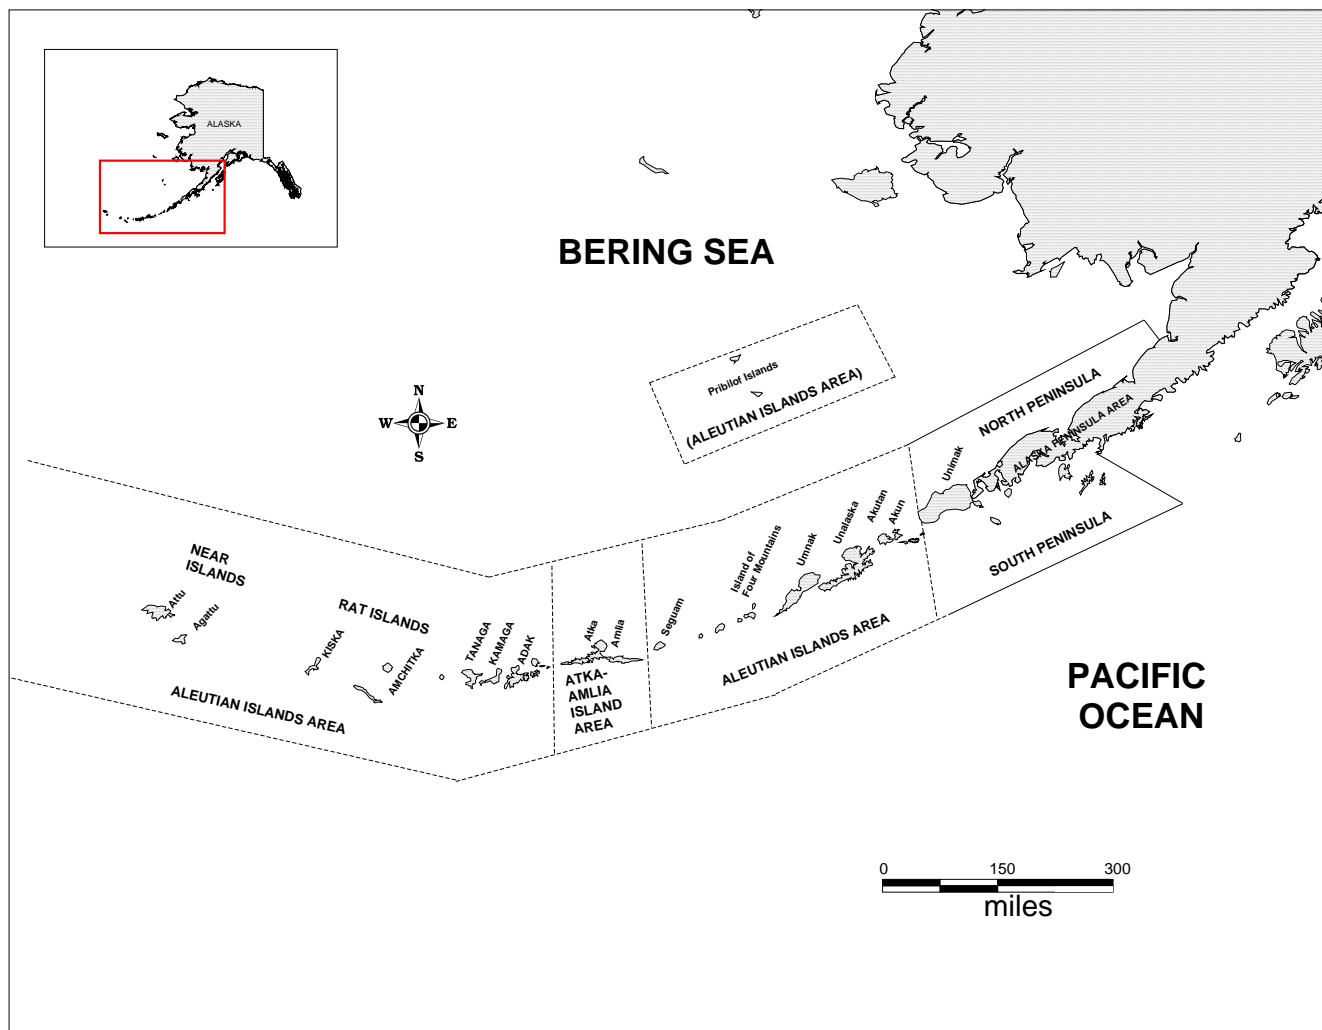 ALASKA
BERING SEA
Pribilof Islands
(ALEUTIAN ISLANDS AREA)
N
W
E
S
NORTH PENINSULA
ALASKA PENINSULA AREA
Unimak
SOUTH PENINSULA
Akun
Akutan
Unalaska
Umnak
Island of
Four Mountains
Seguam
ALEUTIAN ISLANDS AREA
Atka
Amlia
ATKA-
AMLIA
ISLAND
AREA
NEAR
ISLANDS
Attu
Agattu
RAT ISLANDS
KISKA
AMCHITKA
TANAGA
KAMAGA
ADAK
ALEUTIAN ISLANDS AREA
PACIFIC
OCEAN
0
150
300
miles